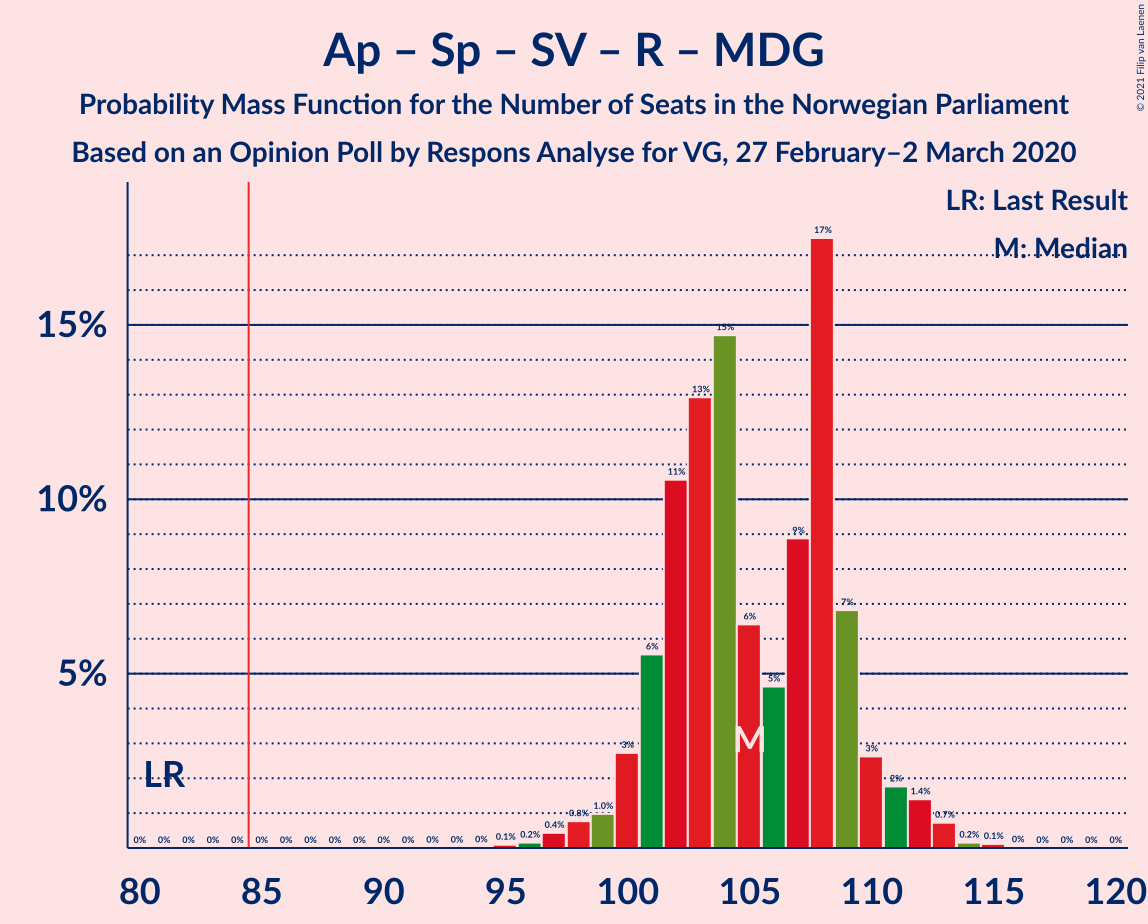 Ap – Sp – SV – R – MDG
Probability Mass Function for the Number of Seats in the Norwegian Parliament
Based on an Opinion Poll by Respons Analyse for VG, 27 February–2 March 2020
© 2021 Filip van Laenen
LR: Last Result
M: Median
17%
15%
15%
13%
11%
10%
9%
7%
6%
6%
5%
5%
M
3%
3%
LR
2%
1.4%
1.0%
0.8%
0.7%
0.4%
0% 0% 0% 0% 0% 0% 0% 0% 0% 0% 0% 0% 0% 0% 0% 0.1% 0.2% 0.2% 0.1% 0% 0% 0% 0% 0%
80 85 90 95 100 105 110 115 120